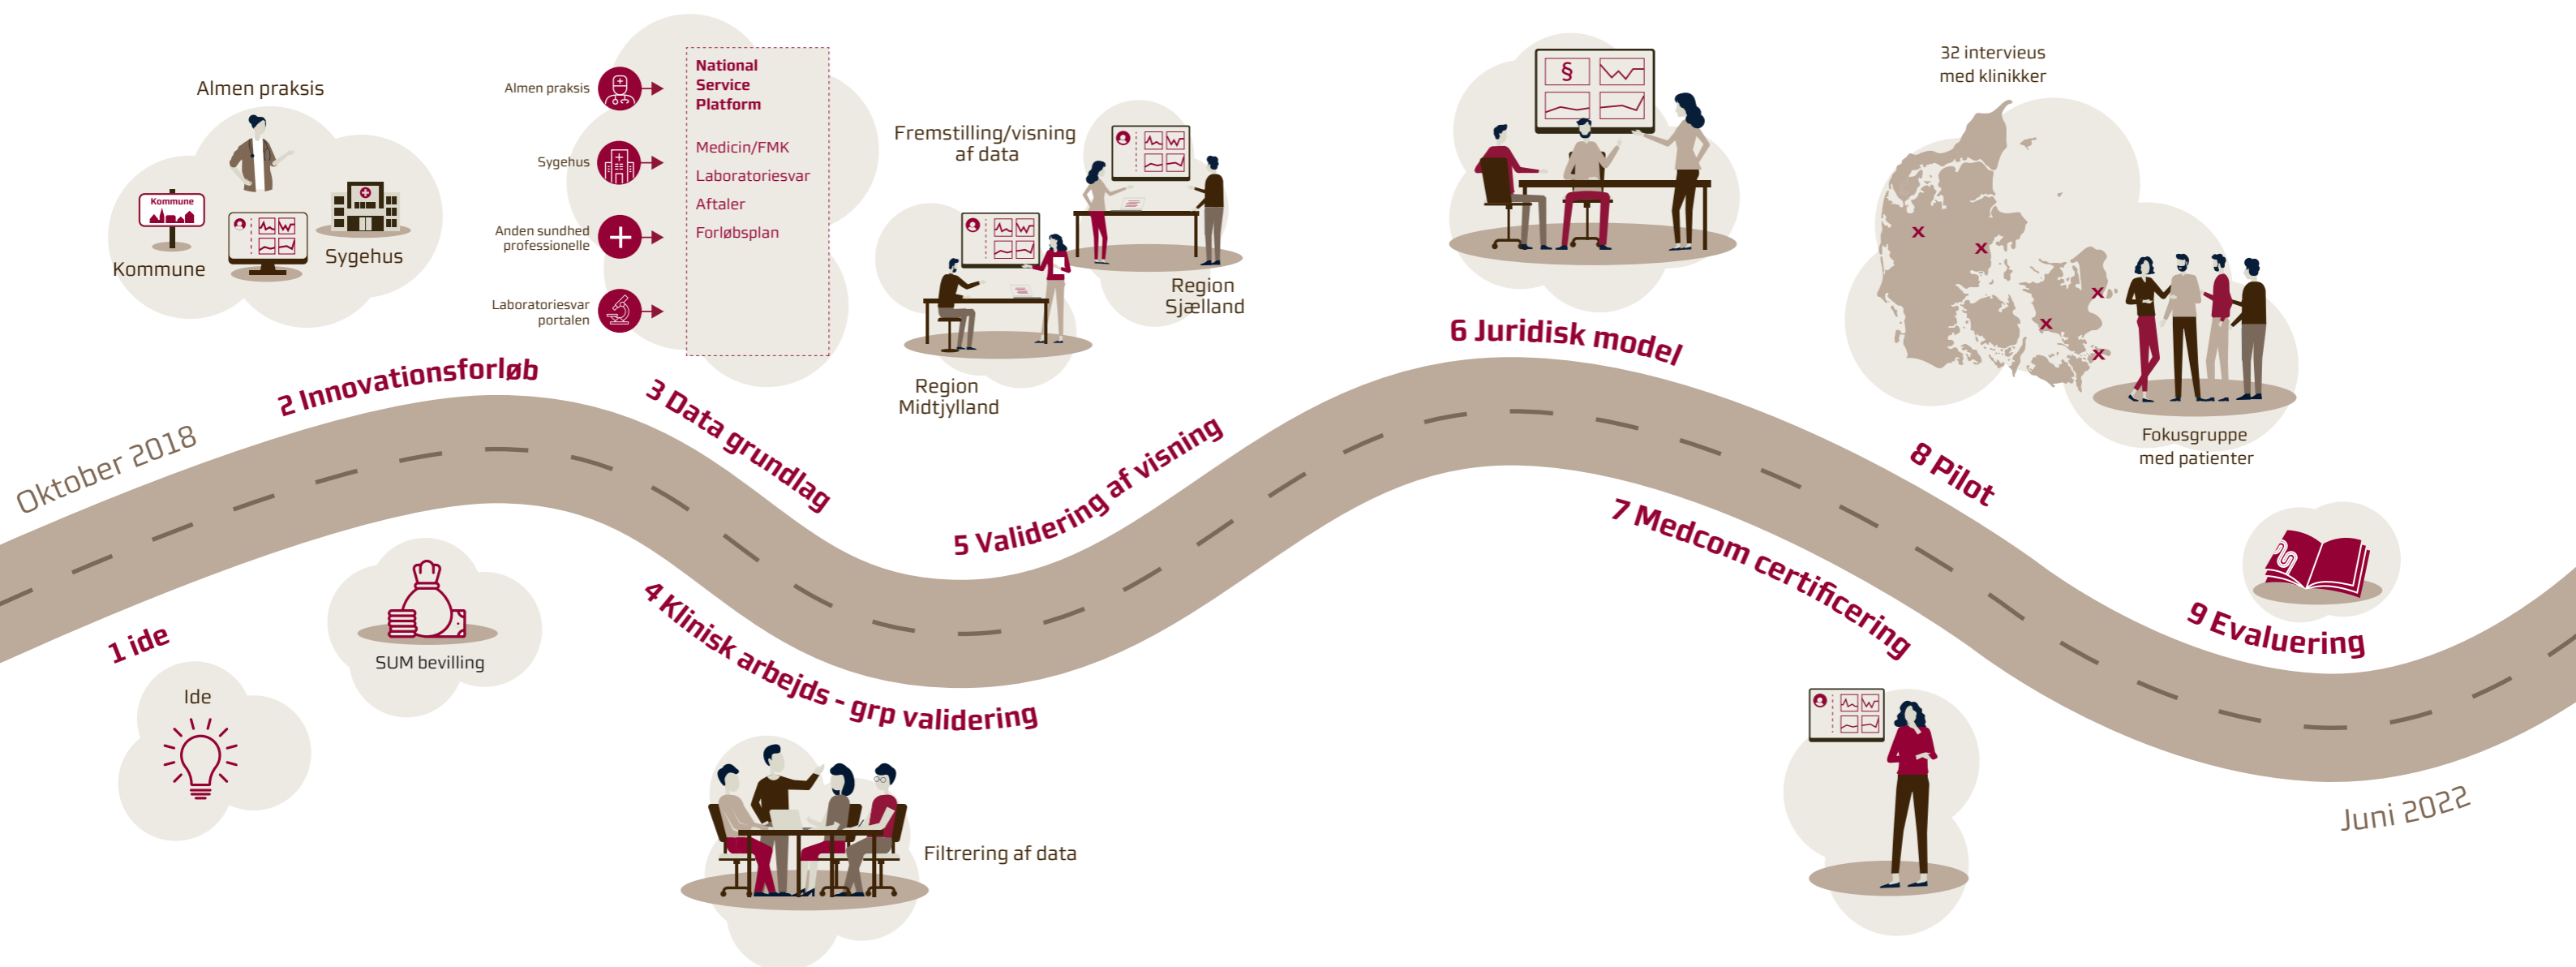 Oktober 2018
1 ide
Ide
2 Innovationsforløb
Almen praksis
Kommune
Kommune
Sygehus
SUM bevilling
3 Data grundlag
Almen praksis
Sygehus
Anden sundhed
professionelle
Laboratoriesvar
portalen
National
Service
Platform
Medicin/FMK
Laboratoriesvar
Aftaler
Forløbsplan
4 Klinisk arbejds - grp validering
Filtrering af data
5 Validering af visning
Fremstilling/visning
af data
Region
Midtjylland
Region
Sjælland
6 Juridisk model
§
7 Medcom certificering
8 Pilot
32 intervieus
med klinikker
x
x
x
x
x
Fokusgruppe
med patienter
9 Evaluering
Juni 2022